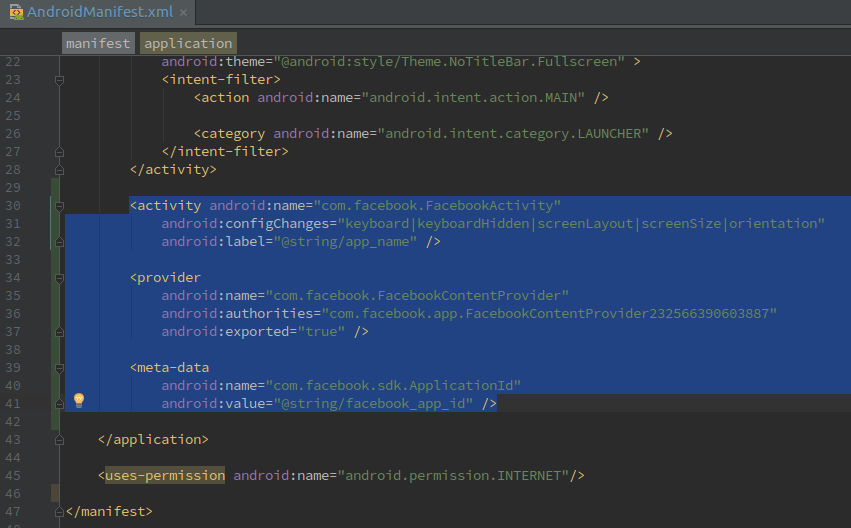 AndroidManifest.xml ×
manifest application
22 android:theme="@android:style/Theme.NoTitleBar.Fullscreen" >
23 <intent-filter>
24 <action android:name="android.intent.action.MAIN" />
25
26 <category android:name="android.intent.category.LAUNCHER" />
27 </intent-filter>
28 </activity>
29
30 <activity android:name="com.facebook.FacebookActivity"
31 android:configChanges="keyboard|keyboardHidden|screenLayout|screenSize|orientation"
32 android:label="@string/app_name" />
33
34 <provider
35 android:name="com.facebook.FacebookContentProvider"
36 android:authorities="com.facebook.app.FacebookContentProvider232566390603887"
37 android:exported="true" />
38
39 <meta-data
40 android:name="com.facebook.sdk.ApplicationId"
41 android:value="@string/facebook_app_id" />
42
43 </application>
44
45 <uses-permission android:name="android.permission.INTERNET"/>
46
47 </manifest>